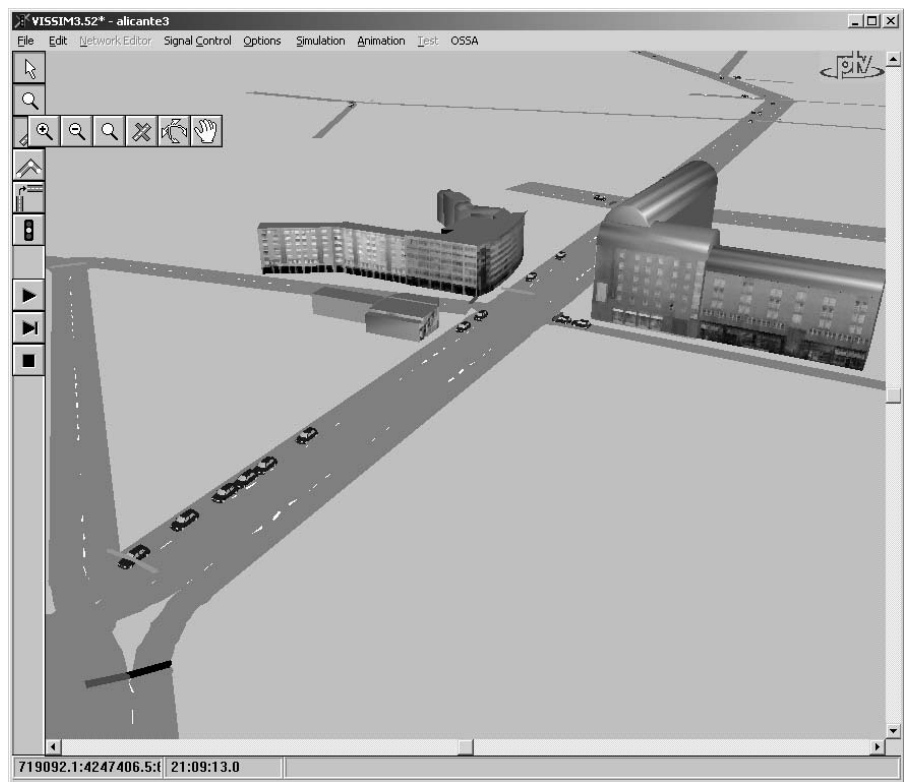 VISSIM3.52* - alicante3
File Edit Network Editor Signal Control Options Simulation Animation Test OSSA
ptv
719092.1:4247406.5:( 21:09:13.0